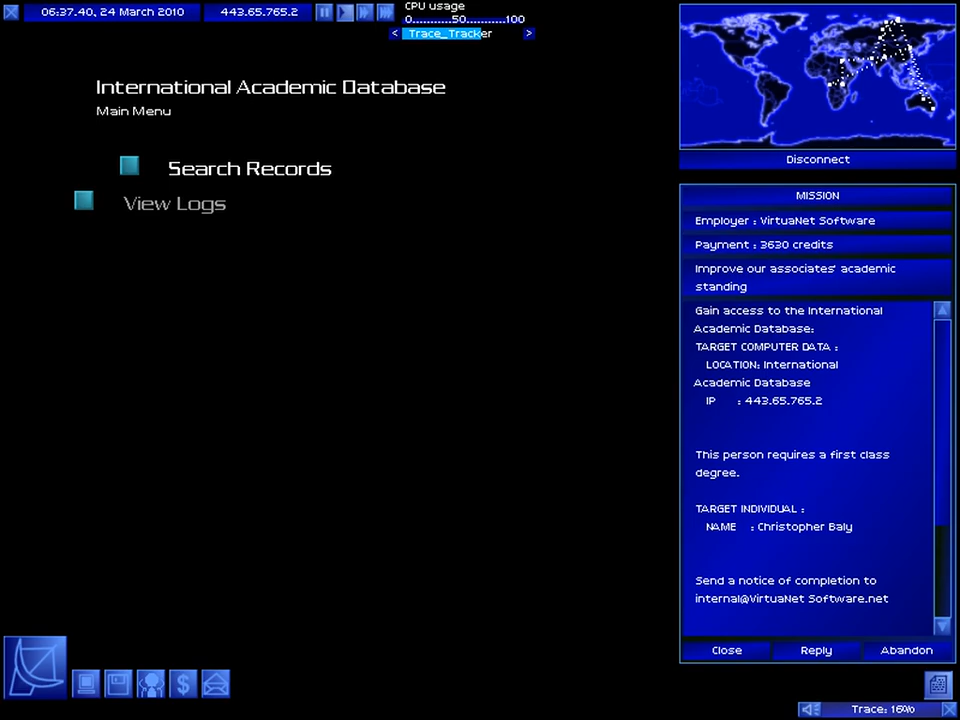 06:37.40, 24 March 2010
443.65.765.2
CPU usage
0............50...........100
< Trace_Tracker >
International Academic Database
Main Menu
Search Records
View Logs
Disconnect
MISSION
Employer : VirtuaNet Software
Payment : 3630 credits
Improve our associates' academic
standing
Gain access to the International
Academic Database:
TARGET COMPUTER DATA :
LOCATION: International
Academic Database
IP : 443.65.765.2
This person requires a first class
degree.
TARGET INDIVIDUAL :
NAME : Christopher Baly
Send a notice of completion to
internal@VirtuaNet Software.net
Close Reply Abandon
$
Trace: 16%